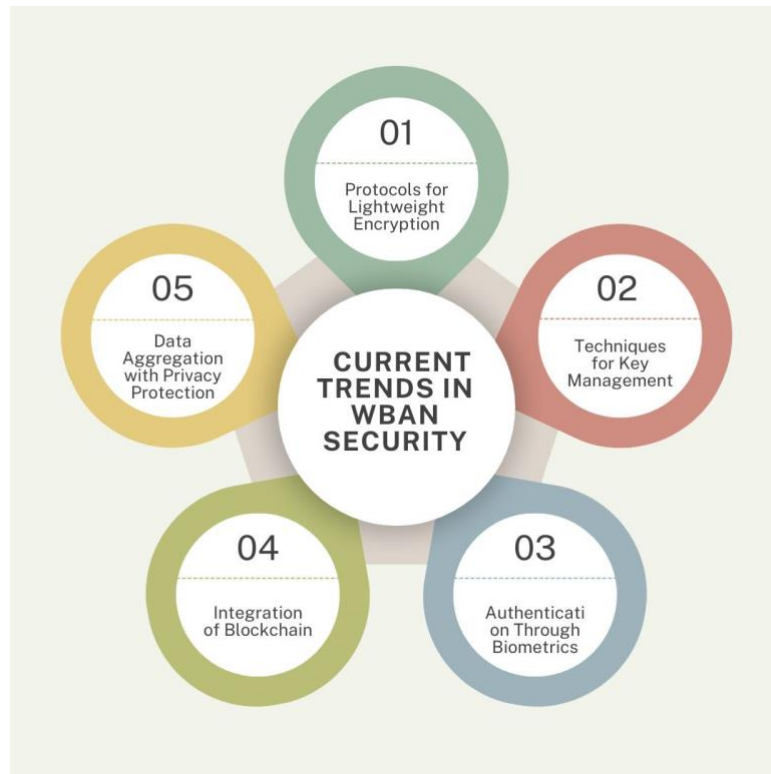 01
Protocols for
Lightweight
Encryption
02
Techniques
for Key
Management
03
Authenticati
on Through
Biometrics
04
Integration
of Blockchain
05
Data
Aggregation
with Privacy
Protection
CURRENT
TRENDS IN
WBAN
SECURITY